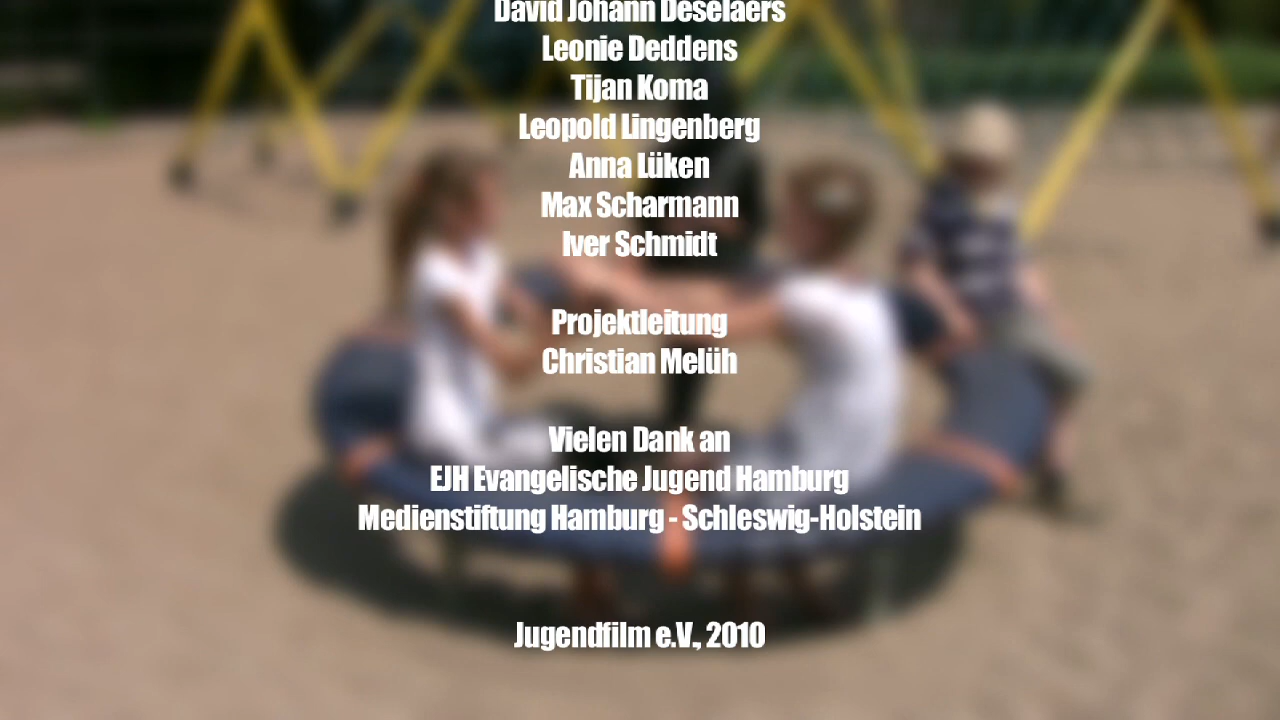 David Johann Deselaers
Leonie Deddens
Tijan Koma
Leopold Lingenberg
Anna Lüken
Max Scharmann
Iver Schmidt
Projektleitung
Christian Melüh
Vielen Dank an
EJH Evangelische Jugend Hamburg
Medienstiftung Hamburg - Schleswig-Holstein
Jugendfilm e.V., 2010